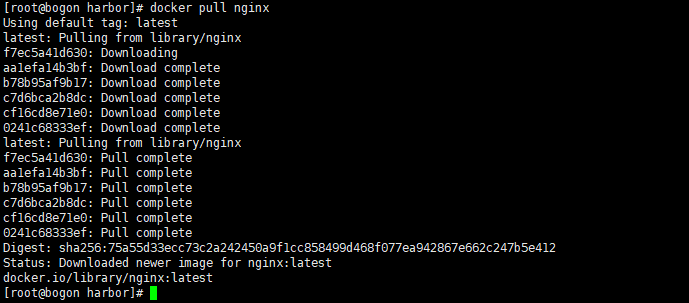 [root@bogon harbor]# docker pull nginx
Using default tag: latest
latest: Pulling from library/nginx
f7ec5a41d630: Downloading
aa1efa14b3bf: Download complete
b78b95af9b17: Download complete
c7d6bca2b8dc: Download complete
cf16cd8e71e0: Download complete
0241c68333ef: Download complete
latest: Pulling from library/nginx
f7ec5a41d630: Pull complete
aa1efa14b3bf: Pull complete
b78b95af9b17: Pull complete
c7d6bca2b8dc: Pull complete
cf16cd8e71e0: Pull complete
0241c68333ef: Pull complete
Digest: sha256:75a55d33ecc73c2a242450a9f1cc858499d468f077ea942867e662c247b5e412
Status: Downloaded newer image for nginx:latest
docker.io/library/nginx:latest
[root@bogon harbor]#